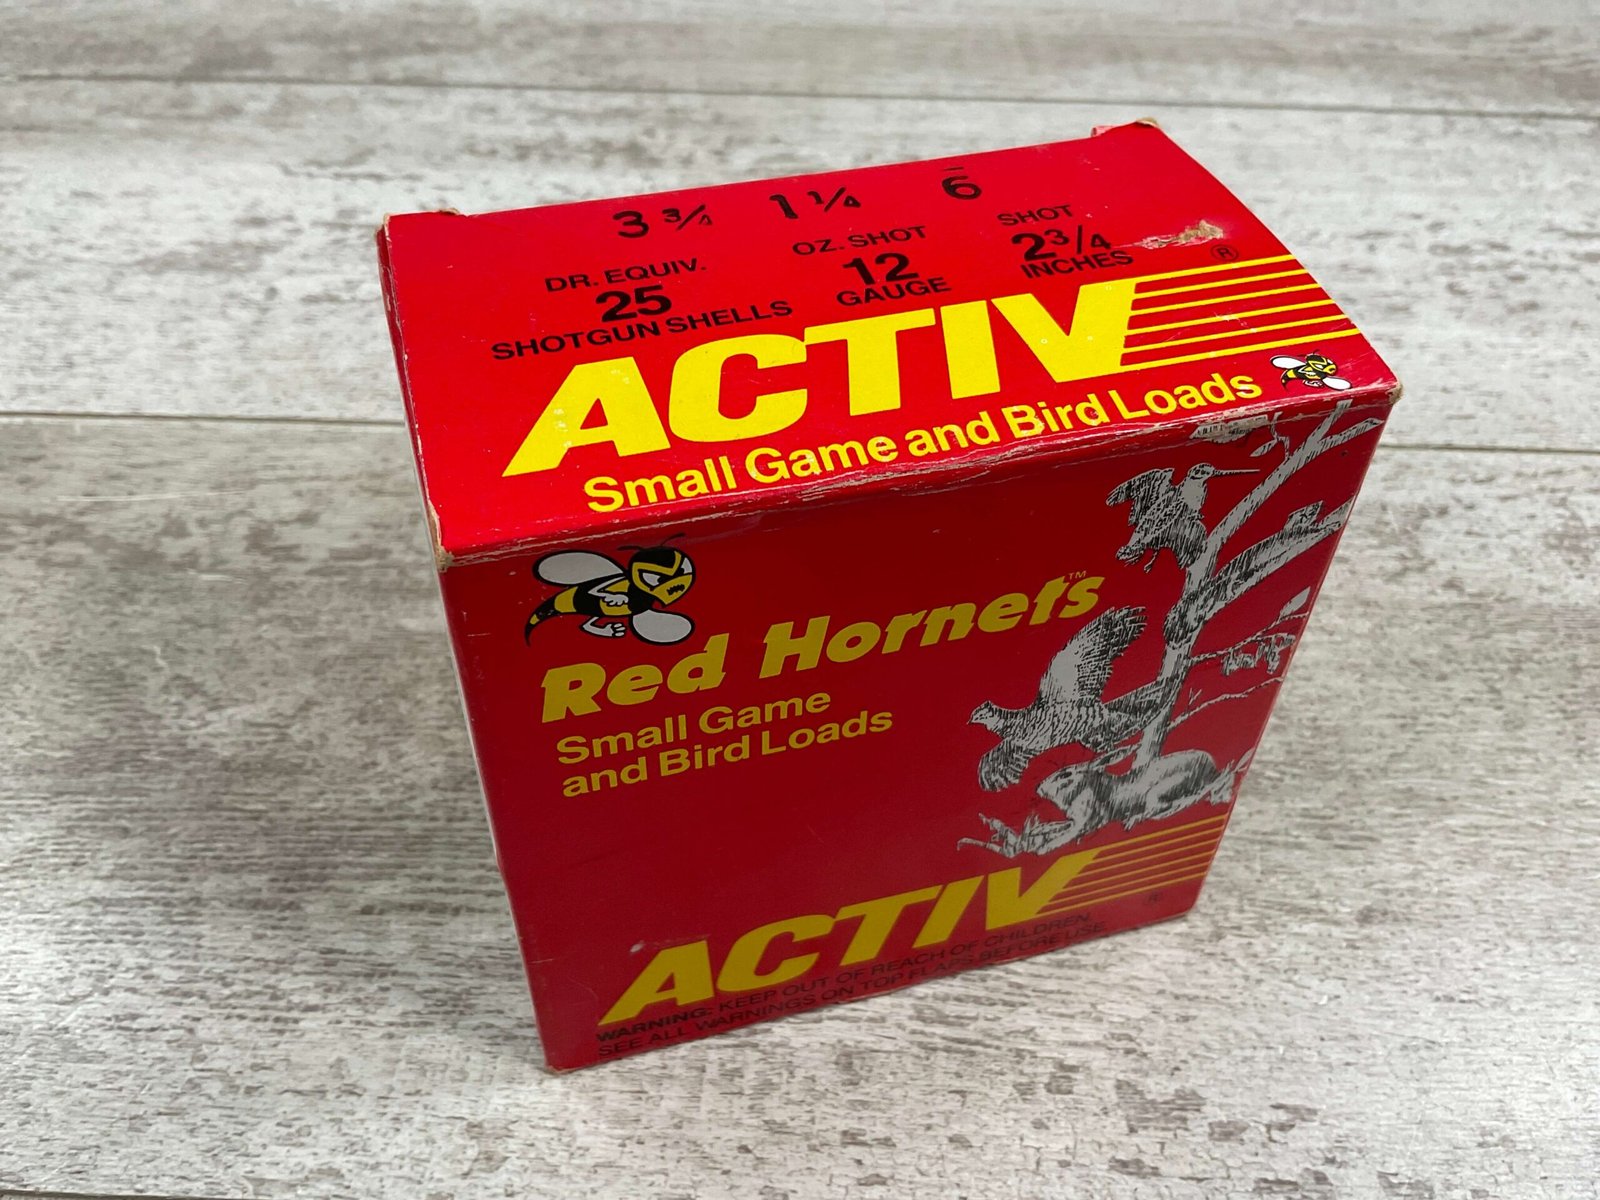 3 3/4 1 1/4 6
DR. EQUIV. OZ. SHOT SHOT
25 12 2 3/4
SHOTGUN SHELLS GAUGE INCHES
ACTIV®
Small Game and Bird Loads
Red Hornets™
Small Game
and Bird Loads
ACTIV®
WARNING: KEEP OUT OF REACH OF CHILDREN.
SEE ALL WARNINGS ON TOP FLAPS BEFORE USE.